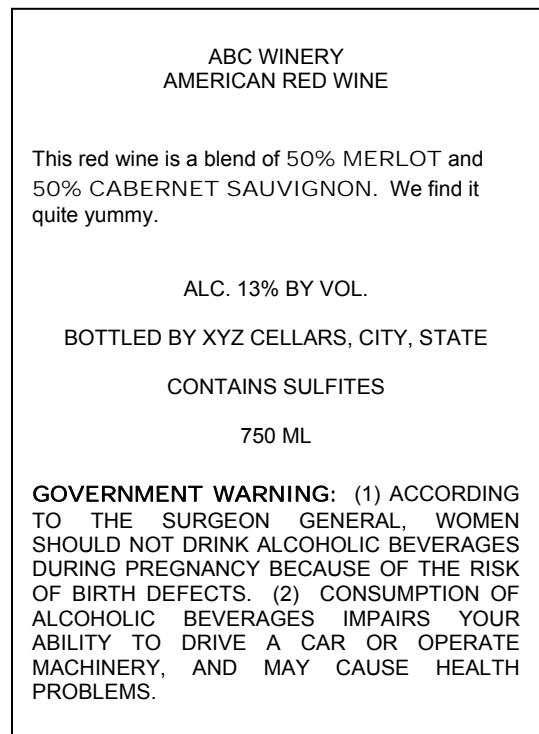 ABC WINERY
AMERICAN RED WINE
This red wine is a blend of 50% MERLOT and
50% CABERNET SAUVIGNON. We find it
quite yummy.
ALC. 13% BY VOL.
BOTTLED BY XYZ CELLARS, CITY, STATE
CONTAINS SULFITES
750 ML
GOVERNMENT WARNING: (1) ACCORDING
TO THE SURGEON GENERAL, WOMEN
SHOULD NOT DRINK ALCOHOLIC BEVERAGES
DURING PREGNANCY BECAUSE OF THE RISK
OF BIRTH DEFECTS. (2) CONSUMPTION OF
ALCOHOLIC BEVERAGES IMPAIRS YOUR
ABILITY TO DRIVE A CAR OR OPERATE
MACHINERY, AND MAY CAUSE HEALTH
PROBLEMS.